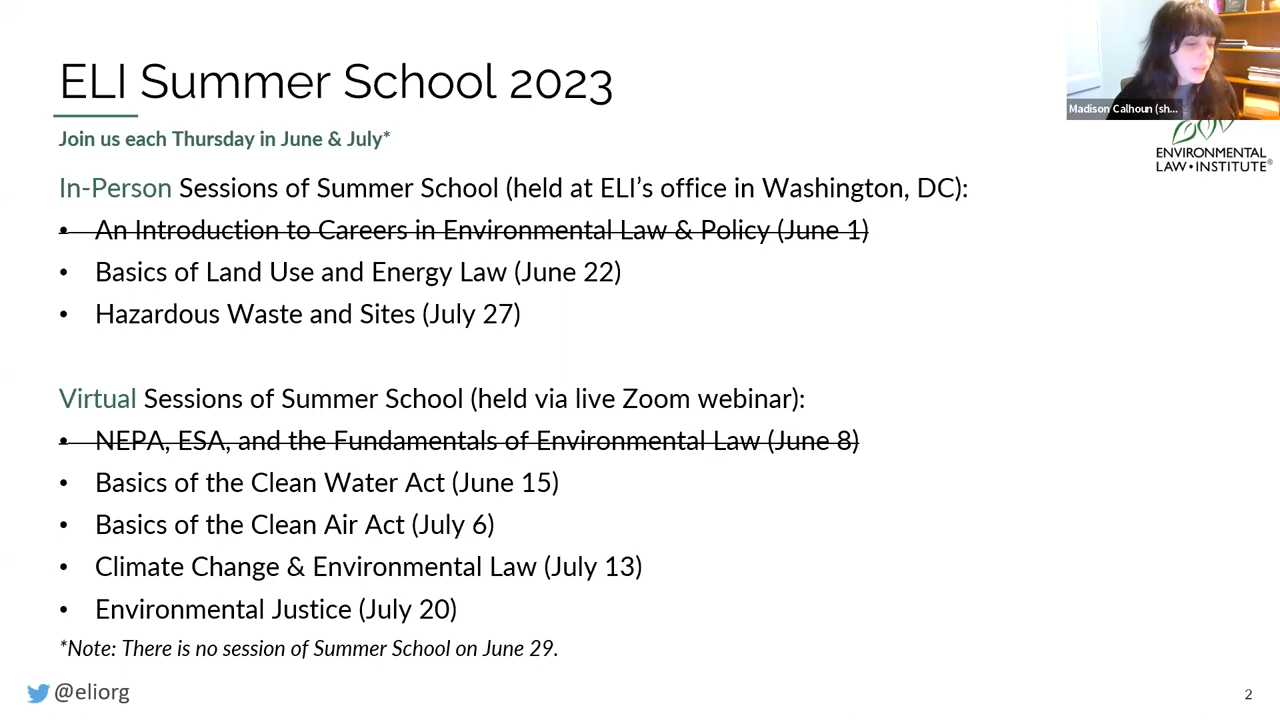 ELI Summer School 2023
Madison Calhoun (sh...
Join us each Thursday in June & July*
ENVIRONMENTAL
LAW•INSTITUTE®
In-Person Sessions of Summer School (held at ELI’s office in Washington, DC):
• An Introduction to Careers in Environmental Law & Policy (June 1)
• Basics of Land Use and Energy Law (June 22)
• Hazardous Waste and Sites (July 27)
Virtual Sessions of Summer School (held via live Zoom webinar):
• NEPA, ESA, and the Fundamentals of Environmental Law (June 8)
• Basics of the Clean Water Act (June 15)
• Basics of the Clean Air Act (July 6)
• Climate Change & Environmental Law (July 13)
• Environmental Justice (July 20)
*Note: There is no session of Summer School on June 29.
@eliorg
2